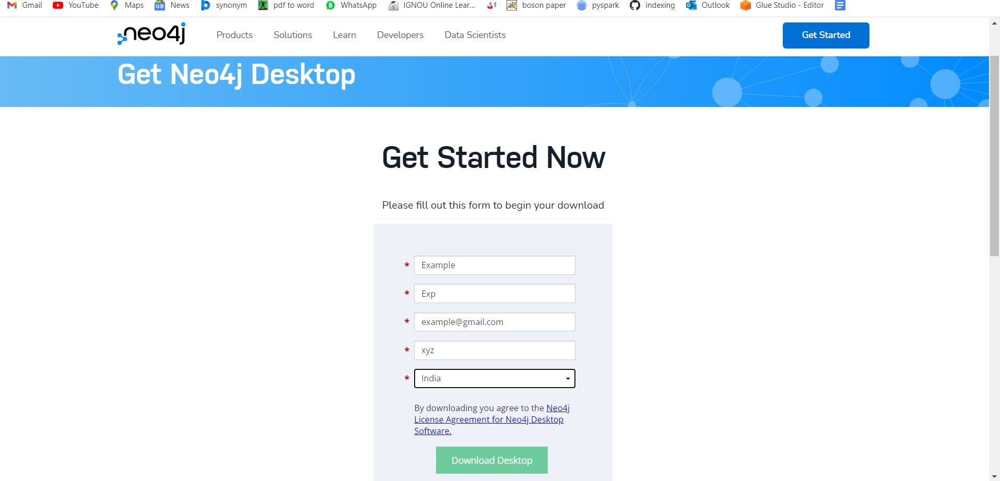 Gmail YouTube Maps News synonym pdf to word WhatsApp IGNOU Online Lear... boson paper pyspark indexing Outlook Glue Studio - Editor
neo4j Products Solutions Learn Developers Data Scientists Get Started
Get Neo4j Desktop
Get Started Now
Please fill out this form to begin your download
* Example
* Exp
* example@gmail.com
* xyz
* India
By downloading you agree to the Neo4j
License Agreement for Neo4j Desktop
Software.
Download Desktop